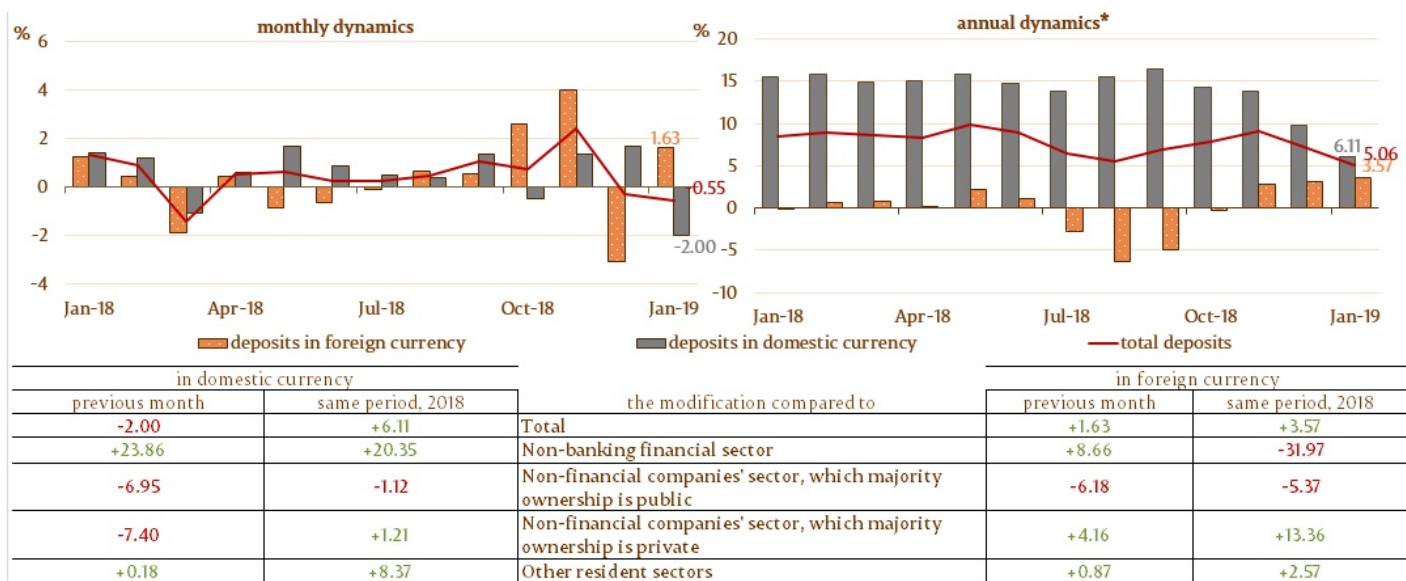 monthly dynamics
%
6
4
2
0
-2
-4
1.63
-0.55
-2.00
Jan-18 Apr-18 Jul-18 Oct-18 Jan-19
annual dynamics*
%
20
15
10
5
0
-5
-10
6.11
5.06
3.57
Jan-18 Apr-18 Jul-18 Oct-18 Jan-19
deposits in foreign currency deposits in domestic currency total deposits
in domestic currency in foreign currency
previous month same period, 2018 the modification compared to previous month same period, 2018
-2.00 +6.11 Total +1.63 +3.57
+23.86 +20.35 Non-banking financial sector +8.66 -31.97
-6.95 -1.12 Non-financial companies' sector, which majority
ownership is public -6.18 -5.37
-7.40 +1.21 Non-financial companies' sector, which majority
ownership is private +4.16 +13.36
+0.18 +8.37 Other resident sectors +0.87 +2.57